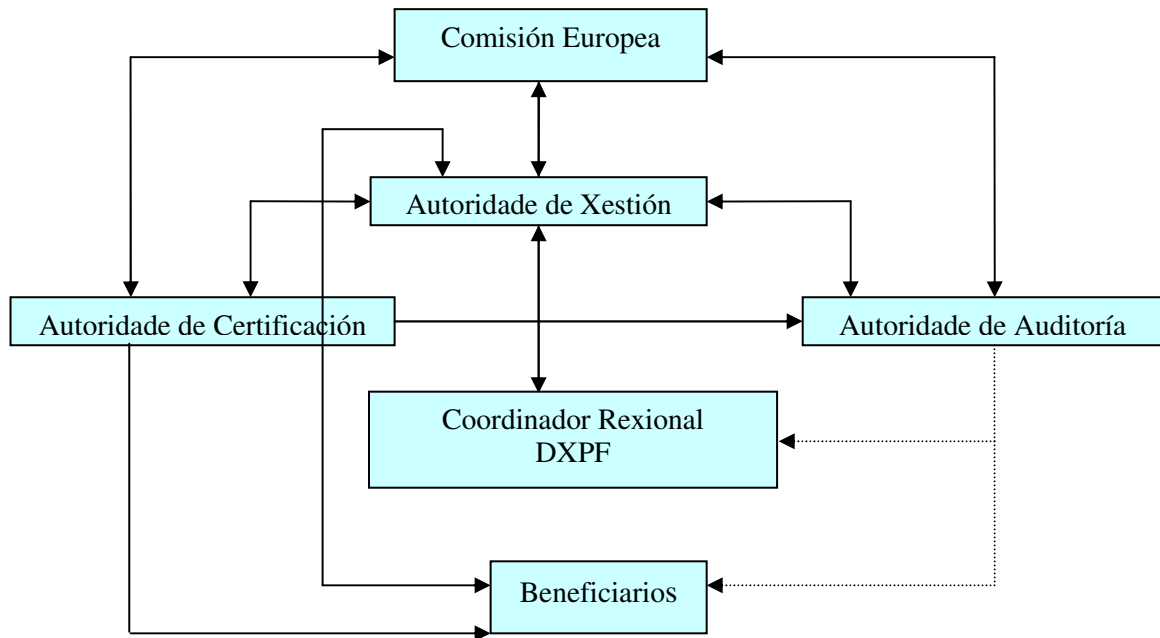 Comisión Europea
Autoridade de Xestión
Autoridade de Certificación
Autoridade de Auditoría
Coordinador Rexional
DXPF
Beneficiarios